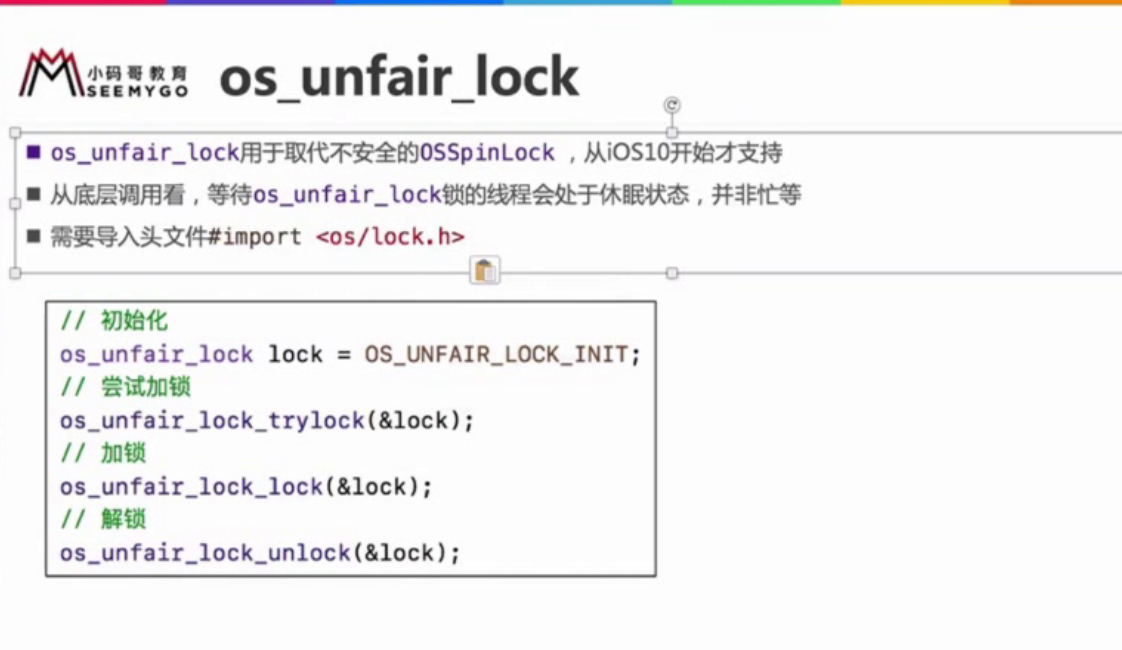 小码哥教育
SEEMYGO
os_unfair_lock
os_unfair_lock用于取代不安全的OSSpinLock ，从iOS10开始才支持
从底层调用看，等待os_unfair_lock锁的线程会处于休眠状态，并非忙等
需要导入头文件#import <os/lock.h>
// 初始化
os_unfair_lock lock = OS_UNFAIR_LOCK_INIT;
// 尝试加锁
os_unfair_lock_trylock(&lock);
// 加锁
os_unfair_lock_lock(&lock);
// 解锁
os_unfair_lock_unlock(&lock);